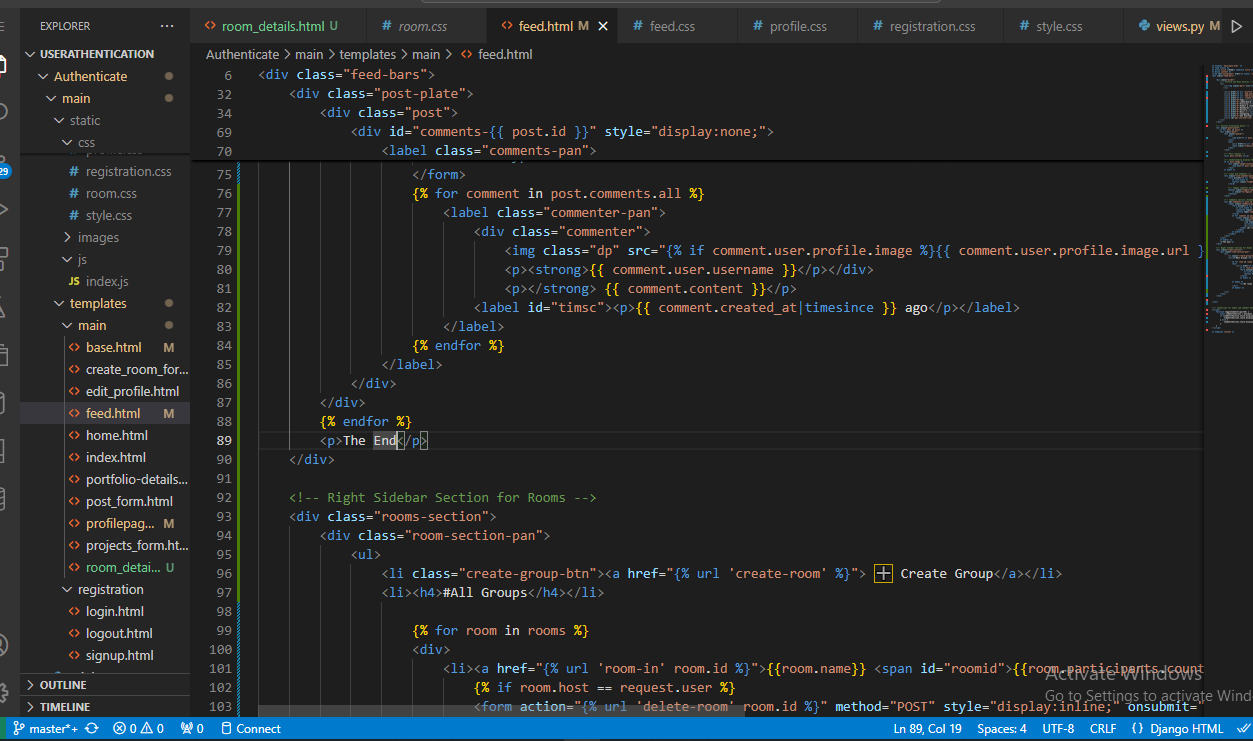 EXPLORER ···
USERATHENTICATION
Authenticate
main
static
css
# registration.css
# room.css
# style.css
images
js
JS index.js
templates
main
<> base.html M
<> create_room_for...
<> edit_profile.html
<> feed.html M
<> home.html
<> index.html
<> portfolio-details...
<> post_form.html
<> profilepag... M
<> projects_form.ht...
<> room_detai... U
registration
<> login.html
<> logout.html
<> signup.html
OUTLINE
TIMELINE
29
<> room_details.html U # room.css <> feed.html M # feed.css # profile.css # registration.css # style.css views.py M
Authenticate > main > templates > main > <> feed.html
6 <div class="feed-bars">
32 <div class="post-plate">
34 <div class="post">
69 <div id="comments-{{ post.id }}" style="display:none;">
70 <label class="comments-pan">
75 </form>
76 {% for comment in post.comments.all %}
77 <label class="commenter-pan">
78 <div class="commenter">
79 <img class="dp" src="{% if comment.user.profile.image %}{{ comment.user.profile.image.url }
80 <p><strong>{{ comment.user.username }}</p></div>
81 <p></strong> {{ comment.content }}</p>
82 <label id="timsc"><p>{{ comment.created_at|timesince }} ago</p></label>
83 </label>
84 {% endfor %}
85 </label>
86 </div>
87 </div>
88 {% endfor %}
89 <p>The End</p>
90 </div>
91
92 <!-- Right Sidebar Section for Rooms -->
93 <div class="rooms-section">
94 <div class="room-section-pan">
95 <ul>
96 <li class="create-group-btn"><a href="{% url 'create-room' %}"> + Create Group</a></li>
97 <li><h4>#All Groups</h4></li>
98
99 {% for room in rooms %}
100 <div>
101 <li><a href="{% url 'room-in' room.id %}">{{room.name}} <span id="roomid">{{room.participants.count
102 {% if room.host == request.user %}
103 <form action="{% url 'delete-room' room.id %}" method="POST" style="display:inline;" onsubmit="
Activate Windows
Go to Settings to activate Wind
master*+ 0 0 0 Connect Ln 89, Col 19 Spaces: 4 UTF-8 CRLF {} Django HTML